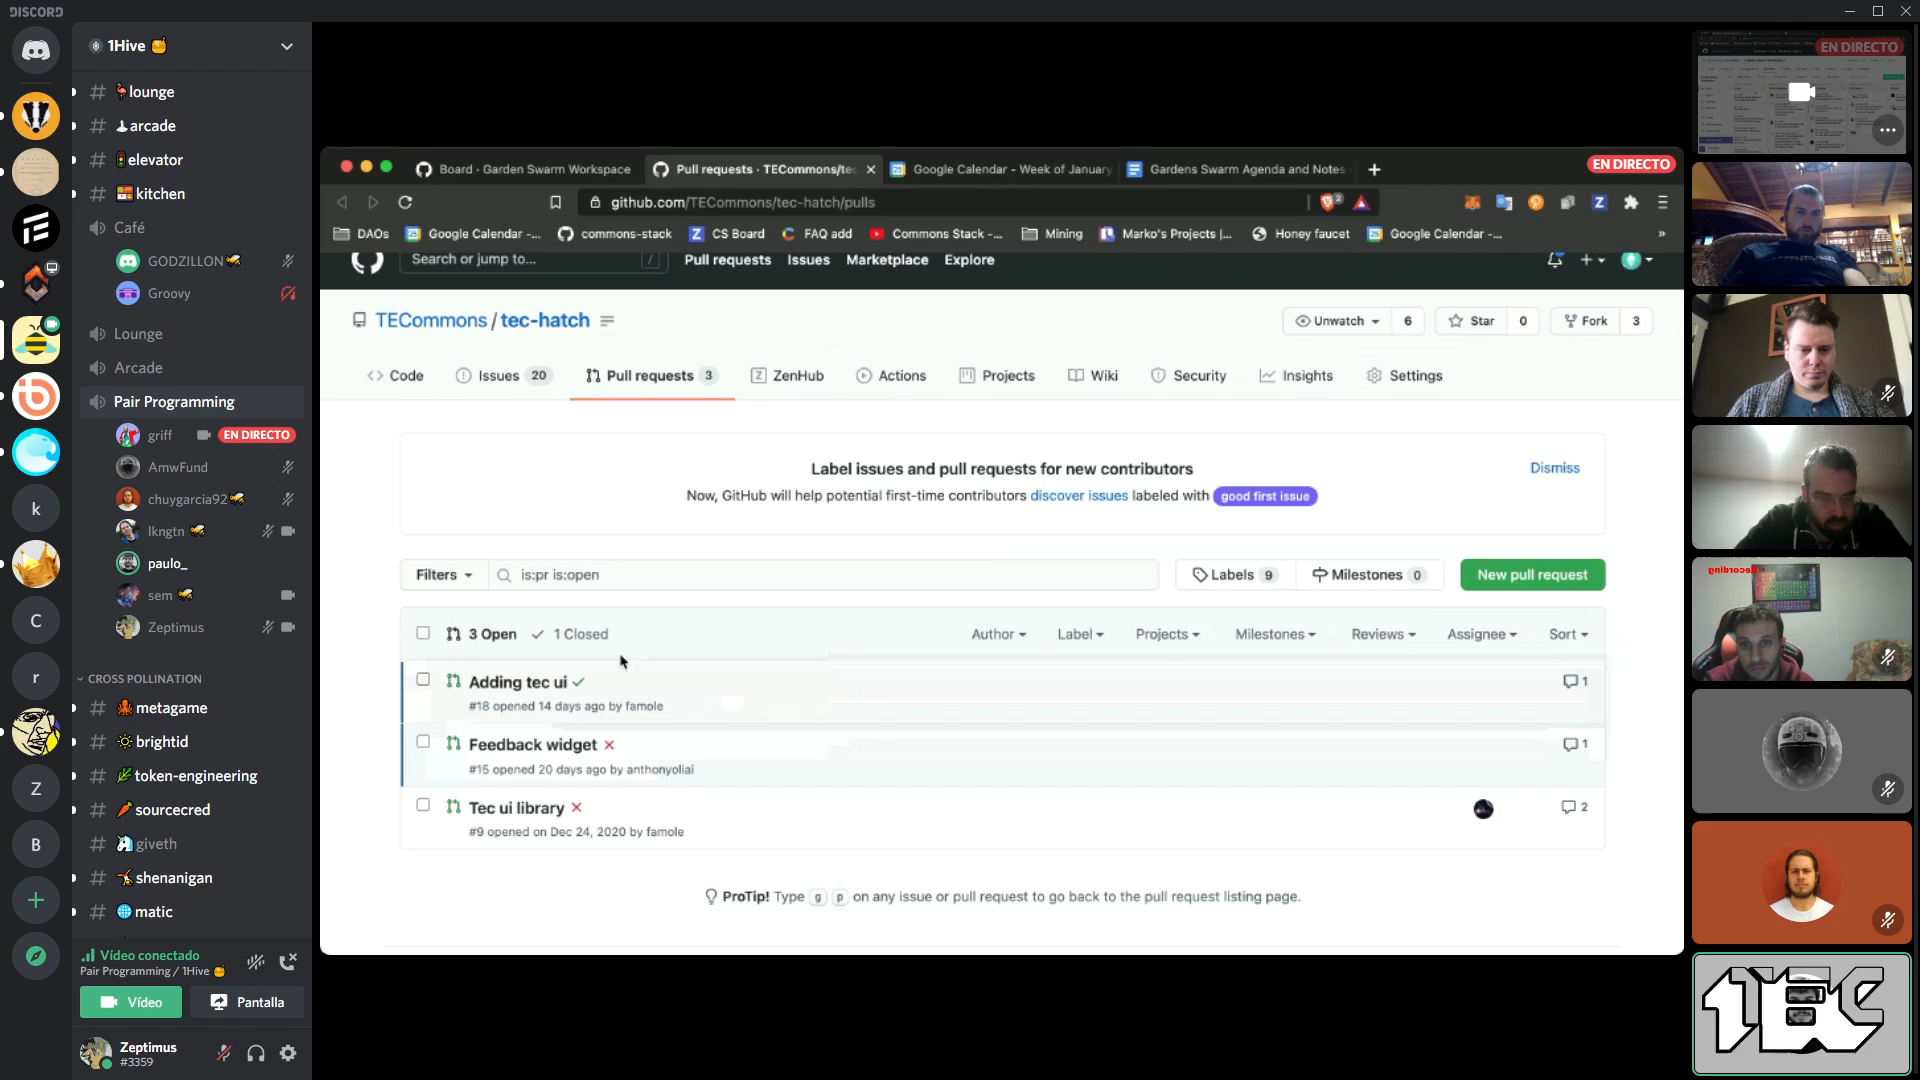 DISCORD
1Hive
lounge
arcade
elevator
kitchen
Café
GODZILLON
Groovy
Lounge
Arcade
Pair Programming
griff EN DIRECTO
AmwFund
chuygarcia92
lkngtn
paulo_
sem
Zeptimus
CROSS POLLINATION
metagame
brightid
token-engineering
sourcecred
giveth
shenanigan
matic
Vídeo conectado
Pair Programming / 1Hive
Vídeo Pantalla
Zeptimus
#3359
k
C
r
Z
B
Board · Garden Swarm Workspace
Pull requests · TECommons/tec
Google Calendar - Week of January
Gardens Swarm Agenda and Notes
EN DIRECTO
github.com/TECommons/tec-hatch/pulls
DAOs Google Calendar -... commons-stack CS Board FAQ add Commons Stack -... Mining Marko's Projects |... Honey faucet Google Calendar -... »
Search or jump to... / Pull requests Issues Marketplace Explore
TECommons / tec-hatch
Unwatch 6 Star 0 Fork 3
Code Issues 20 Pull requests 3 ZenHub Actions Projects Wiki Security Insights Settings
Label issues and pull requests for new contributors
Dismiss
Now, GitHub will help potential first-time contributors discover issues labeled with good first issue
Filters is:pr is:open Labels 9 Milestones 0 New pull request
3 Open 1 Closed Author Label Projects Milestones Reviews Assignee Sort
Adding tec ui 1
#18 opened 14 days ago by famole
Feedback widget 1
#15 opened 20 days ago by anthonyoliai
Tec ui library 2
#9 opened on Dec 24, 2020 by famole
ProTip! Type g p on any issue or pull request to go back to the pull request listing page.
EN DIRECTO
Recording
TEC